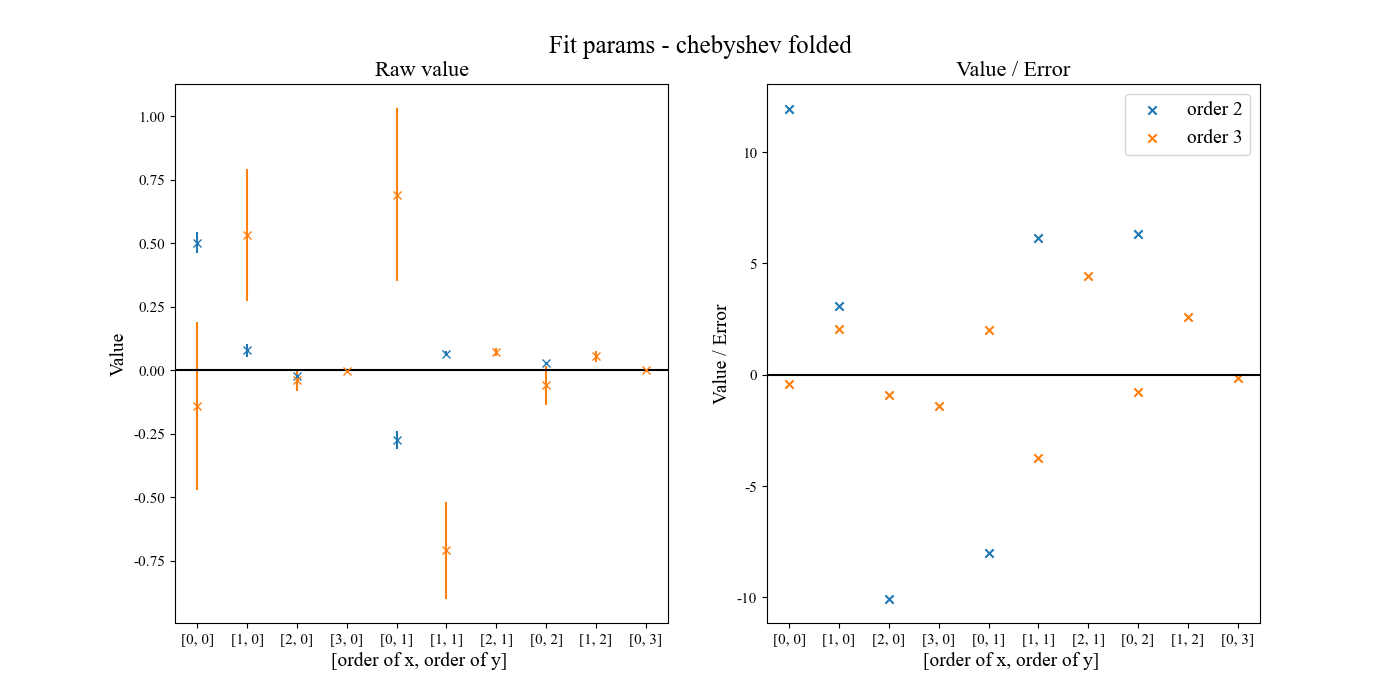 Fit params - chebyshev folded
Raw value
Value
1.00
0.75
0.50
0.25
0.00
-0.25
-0.50
-0.75
[0, 0] [1, 0] [2, 0] [3, 0] [0, 1] [1, 1] [2, 1] [0, 2] [1, 2] [0, 3]
[order of x, order of y]
Value / Error
Value / Error
10
5
0
-5
-10
order 2
order 3
[0, 0] [1, 0] [2, 0] [3, 0] [0, 1] [1, 1] [2, 1] [0, 2] [1, 2] [0, 3]
[order of x, order of y]